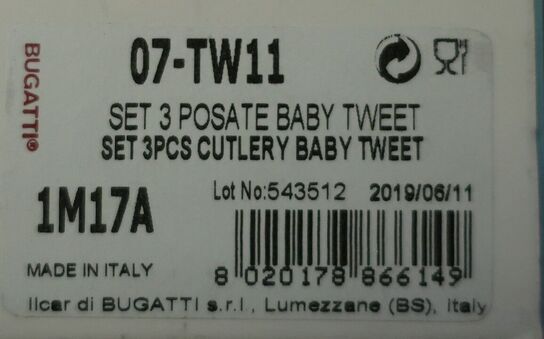 BUGATTI®
07-TW11
SET 3 POSATE BABY TWEET
SET 3PCS CUTLERY BABY TWEET
1M17A
Lot No:543512 2019/06/11
MADE IN ITALY
8 020178 866149
Ilcar di BUGATTI s.r.l., Lumezzane (BS), Italy